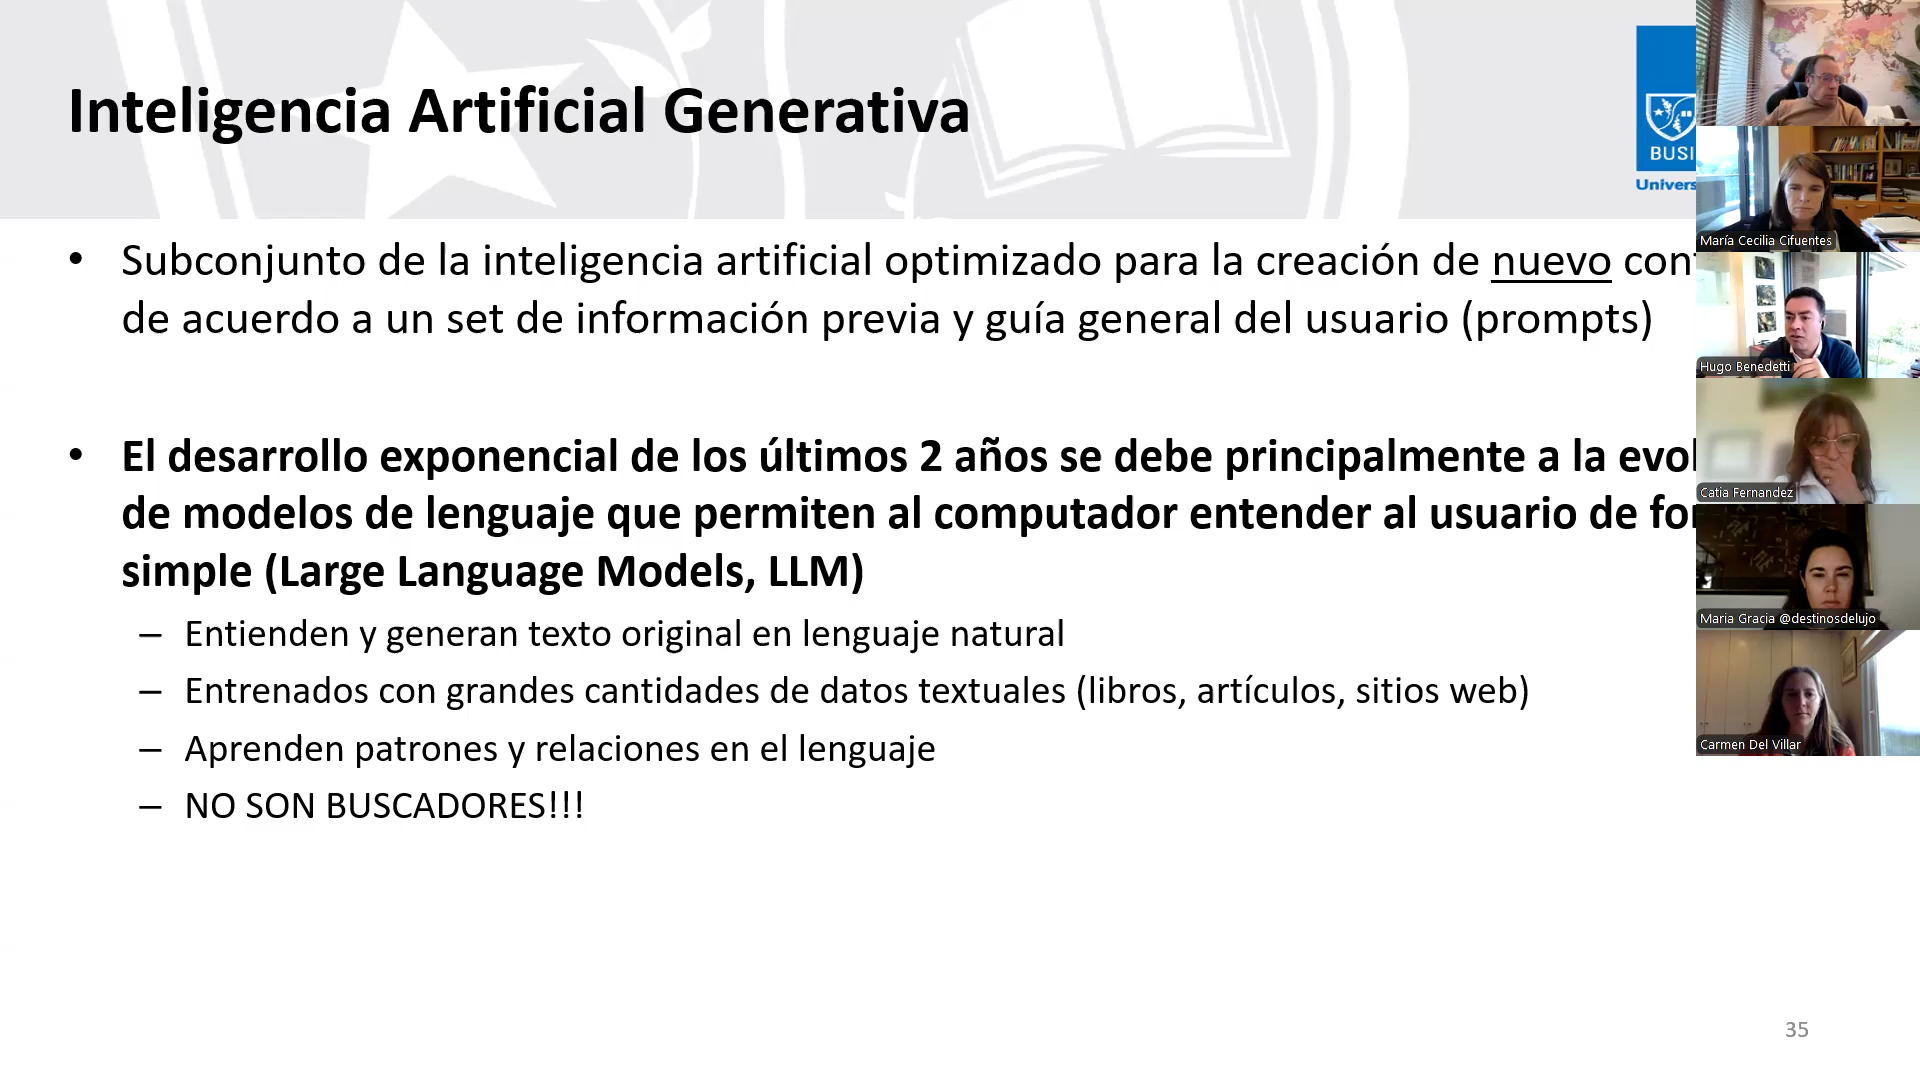 Inteligencia Artificial Generativa
BUSI
Univers
• Subconjunto de la inteligencia artificial optimizado para la creación de nuevo con
de acuerdo a un set de información previa y guía general del usuario (prompts)
• El desarrollo exponencial de los últimos 2 años se debe principalmente a la evol
de modelos de lenguaje que permiten al computador entender al usuario de for
simple (Large Language Models, LLM)
– Entienden y generan texto original en lenguaje natural
– Entrenados con grandes cantidades de datos textuales (libros, artículos, sitios web)
– Aprenden patrones y relaciones en el lenguaje
– NO SON BUSCADORES!!!
35
María Cecilia Cifuentes
Hugo Benedetti
Catia Fernandez
Maria Gracia @destinosdelujo
Carmen Del Villar